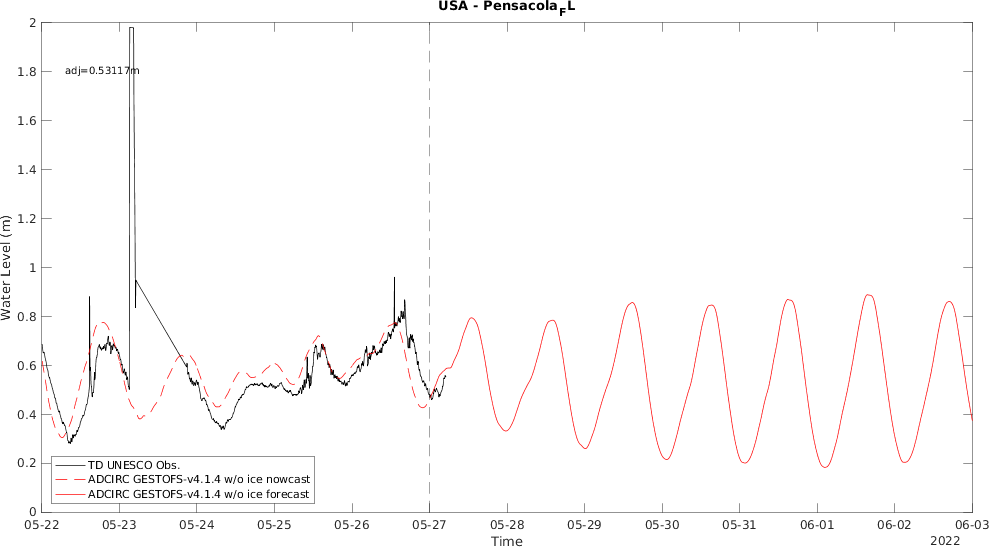 USA - Pensacola_FL
2
1.8
1.6
1.4
1.2
1
0.8
0.6
0.4
0.2
0
adj=0.53117m
Water Level (m)
TD UNESCO Obs.
ADCIRC GESTOFS-v4.1.4 w/o ice nowcast
ADCIRC GESTOFS-v4.1.4 w/o ice forecast
05-22 05-23 05-24 05-25 05-26 05-27 05-28 05-29 05-30 05-31 06-01 06-02 06-03
Time
2022